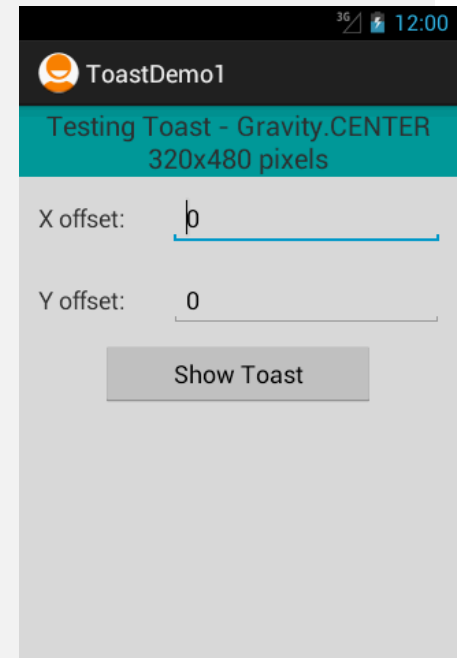 3G 12:00
ToastDemo1
Testing Toast - Gravity.CENTER
320x480 pixels
X offset: 0
Y offset: 0
Show Toast